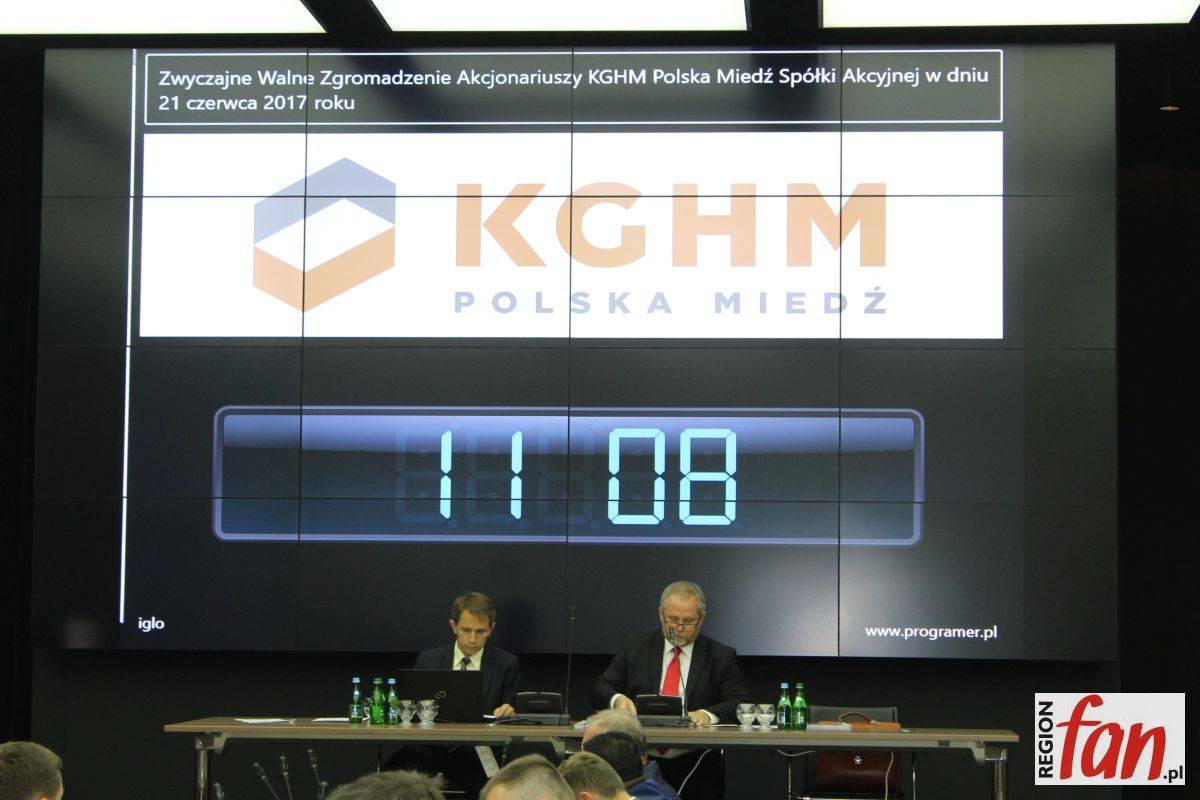 Zwyczajne Walne Zgromadzenie Akcjonariuszy KGHM Polska Miedź Spółki Akcyjnej w dniu
21 czerwca 2017 roku
KGHM
POLSKA MIEDŹ
11 08
iglo
www.programer.pl
REGION
fan.pl